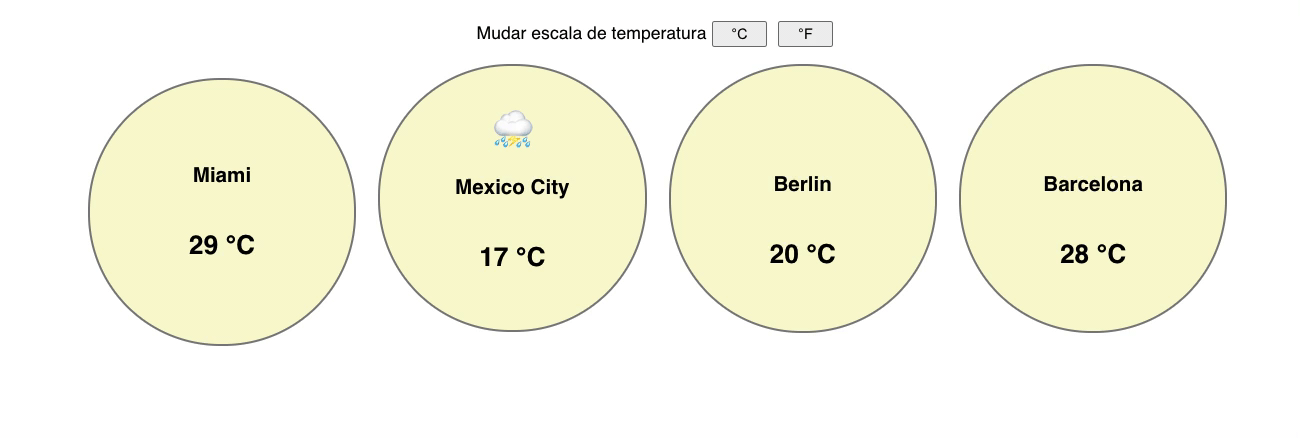 Mudar escala de temperatura °C °F
Miami
29 °C
Mexico City
17 °C
Berlin
20 °C
Barcelona
28 °C